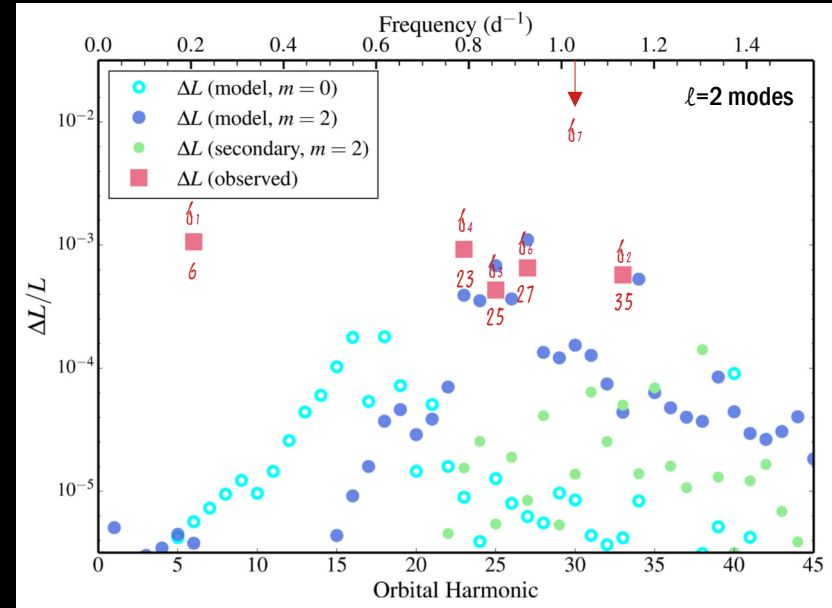 Frequency (d⁻¹)
0.0 0.2 0.4 0.6 0.8 1.0 1.2 1.4
ΔL (model, m = 0)
ΔL (model, m = 2)
ΔL (secondary, m = 2)
ΔL (observed)
ℓ=2 modes
10⁻²
f₇
f₁
f₄
10⁻³
f₆
f₂
6
23
27
35
25
ΔL/L
10⁻⁴
10⁻⁵
0 5 10 15 20 25 30 35 40 45
Orbital Harmonic